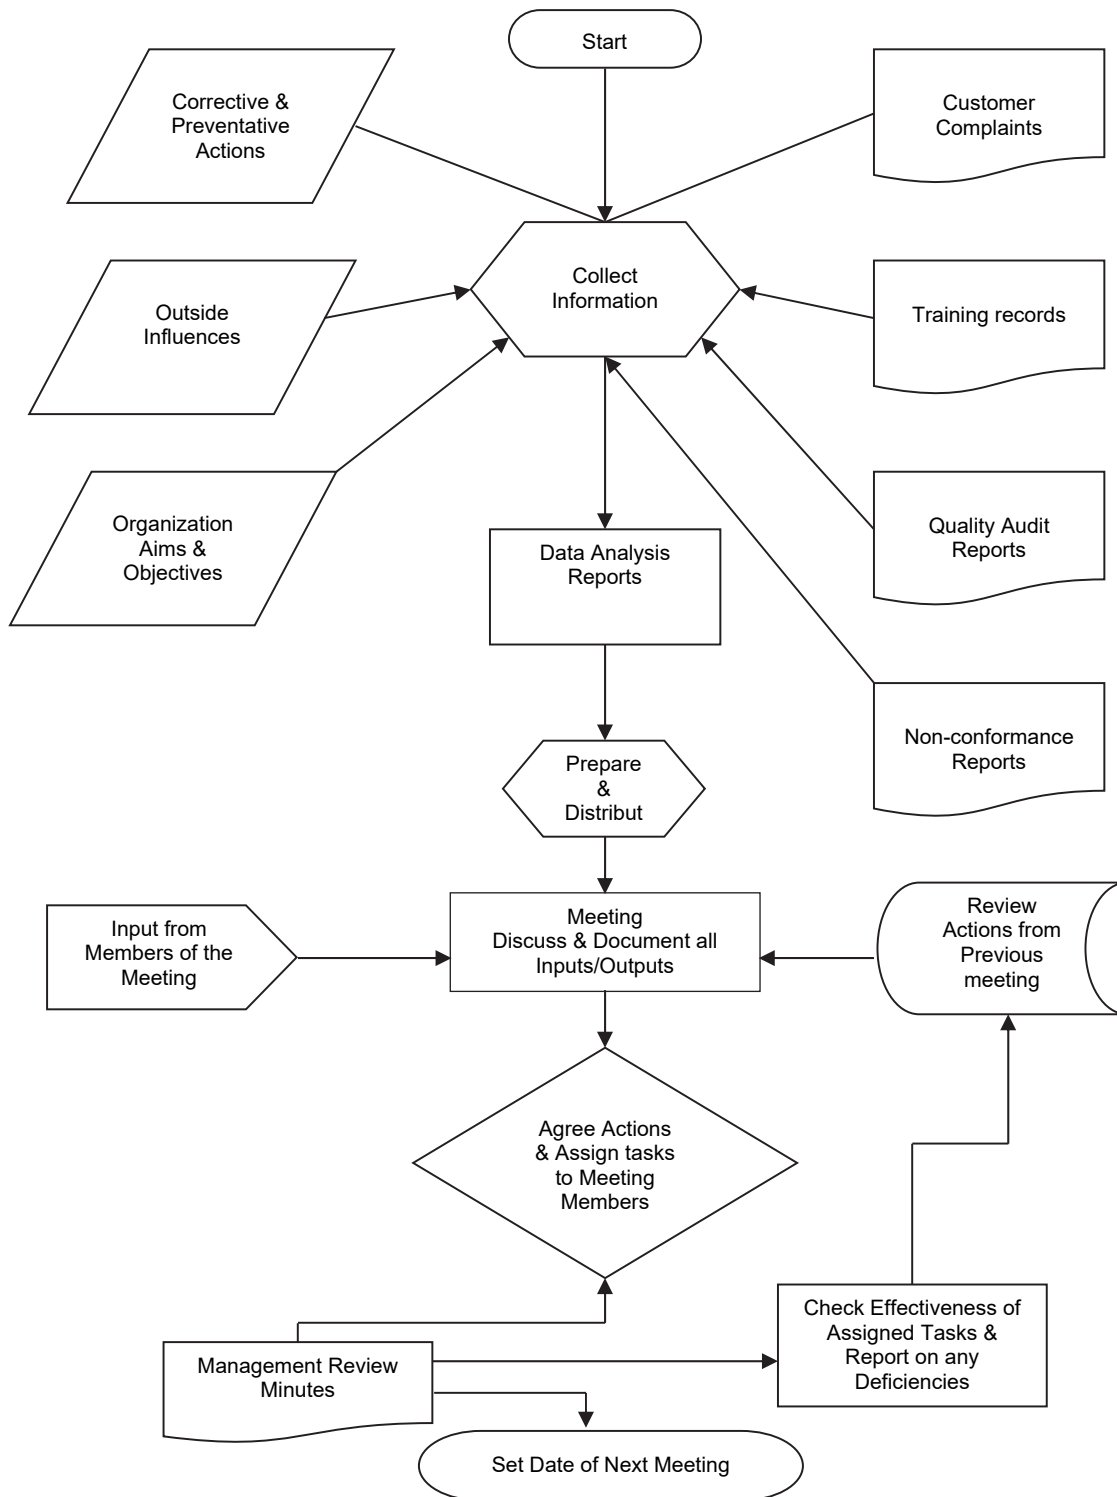 Start
Corrective &
Preventative
Actions
Customer
Complaints
Collect
Information
Outside
Influences
Training records
Organization
Aims &
Objectives
Data Analysis
Reports
Quality Audit
Reports
Non-conformance
Reports
Prepare
&
Distribut
Input from
Members of the
Meeting
Meeting
Discuss & Document all
Inputs/Outputs
Review
Actions from
Previous
meeting
Agree Actions
& Assign tasks
to Meeting
Members
Management Review
Minutes
Check Effectiveness of
Assigned Tasks &
Report on any
Deficiencies
Set Date of Next Meeting